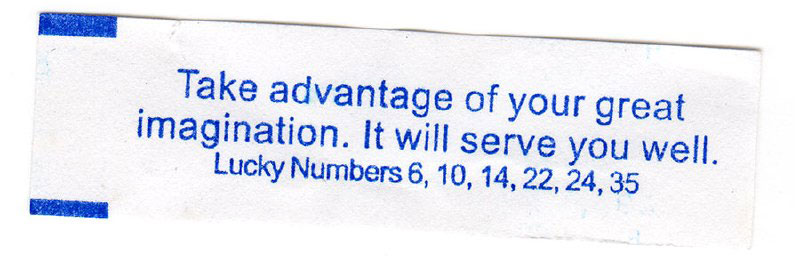 Take advantage of your great
imagination. It will serve you well.
Lucky Numbers 6, 10, 14, 22, 24, 35